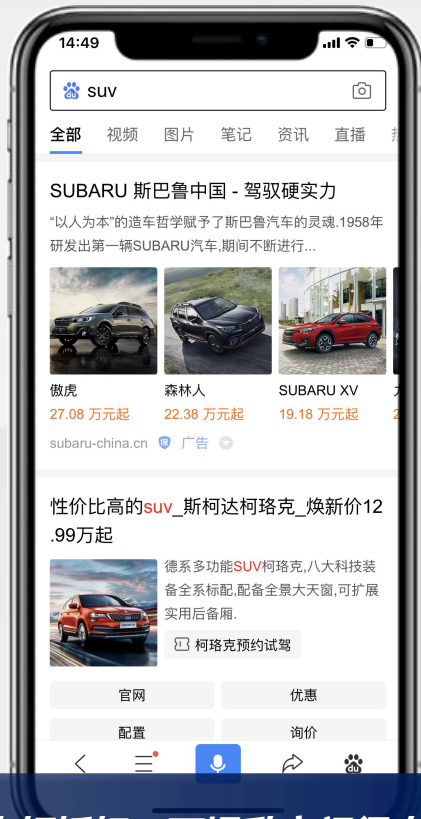 14:49
suv
全部 视频 图片 笔记 资讯 直播
SUBARU 斯巴鲁中国 - 驾驭硬实力
“以人为本”的造车哲学赋予了斯巴鲁汽车的灵魂.1958年
研发出第一辆SUBARU汽车,期间不断进行...
傲虎 森林人 SUBARU XV
27.08 万元起 22.38 万元起 19.18 万元起
subaru-china.cn 保 广告
性价比高的suv_斯柯达柯珞克_焕新价12
.99万起
德系多功能SUV柯珞克,八大科技装
备全系标配,配备全景大天窗,可扩展
实用后备厢.
柯珞克预约试驾
官网 优惠
配置 询价